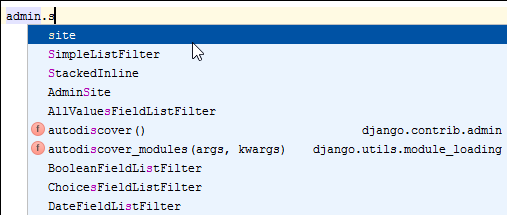 admin.s
site
SimpleListFilter
StackedInline
AdminSite
AllValuesFieldListFilter
f autodiscover() django.contrib.admin
f autodiscover_modules(args, kwargs) django.utils.module_loading
BooleanFieldListFilter
ChoicesFieldListFilter
DateFieldListFilter